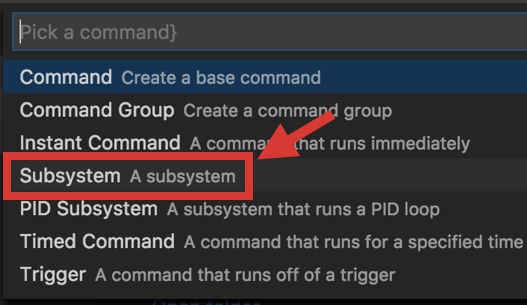 Pick a command}
Command Create a base command
Command Group Create a command group
Instant Command A command that runs immediately
Subsystem A subsystem
PID Subsystem A subsystem that runs a PID loop
Timed Command A command that runs for a specified time
Trigger A command that runs off of a trigger